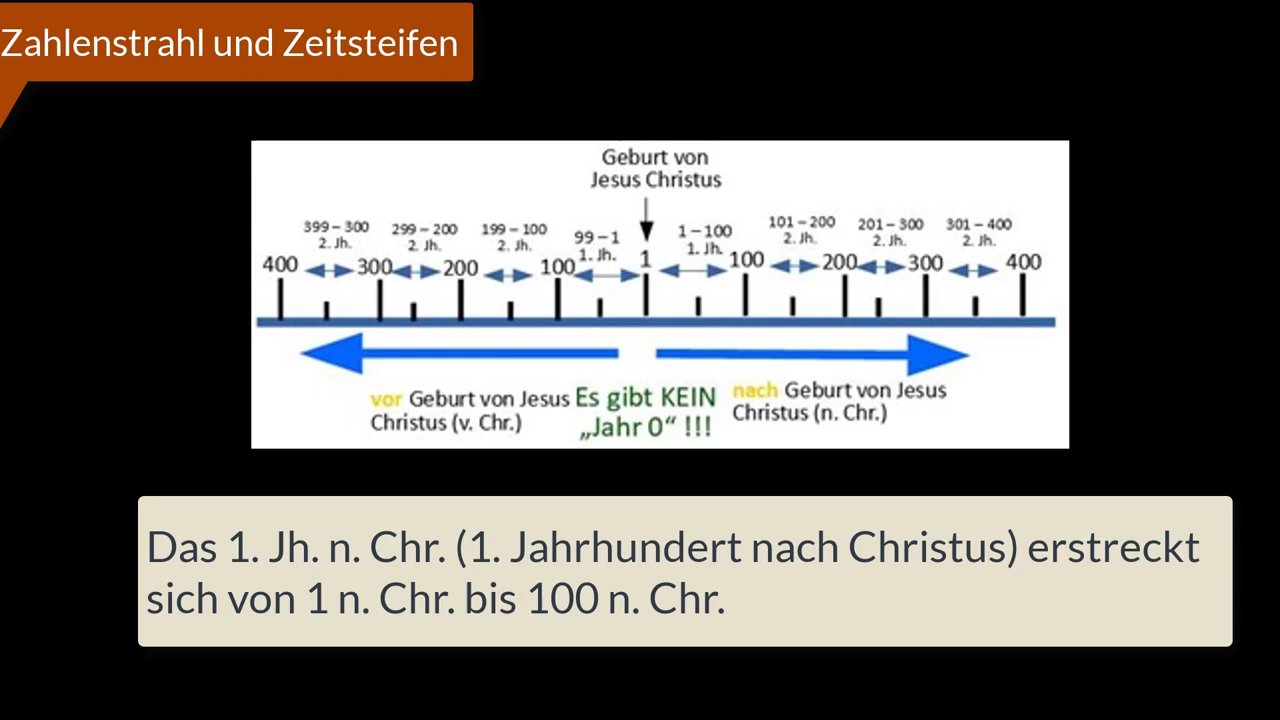 Zahlenstrahl und Zeitsteifen
Geburt von
Jesus Christus
399 – 300
2. Jh.
299 – 200
2. Jh.
199 – 100
2. Jh.
99 – 1
1. Jh.
1 – 100
1. Jh.
101 – 200
2. Jh.
201 – 300
2. Jh.
301 – 400
2. Jh.
400 300 200 100 1 100 200 300 400
vor Geburt von Jesus
Christus (v. Chr.)
Es gibt KEIN
„Jahr 0“ !!!
nach Geburt von Jesus
Christus (n. Chr.)
Das 1. Jh. n. Chr. (1. Jahrhundert nach Christus) erstreckt
sich von 1 n. Chr. bis 100 n. Chr.